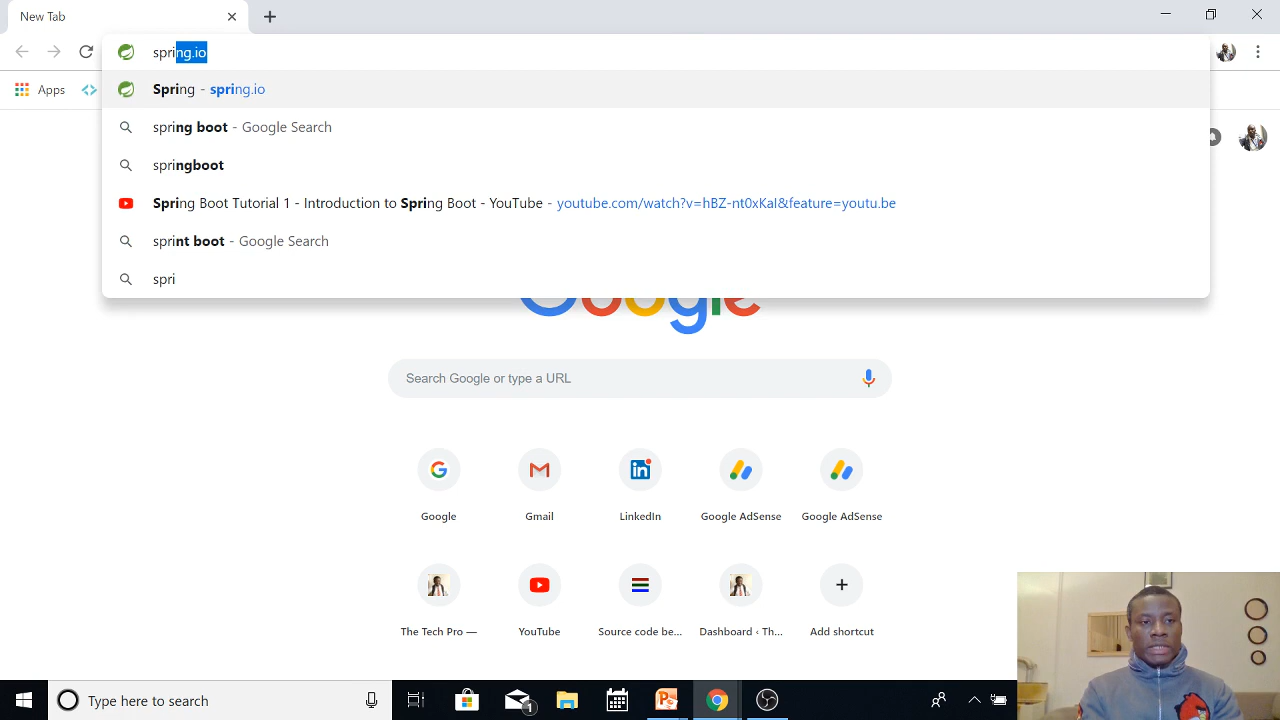 New Tab
spring.io
Apps
Spring - spring.io
spring boot - Google Search
springboot
Spring Boot Tutorial 1 - Introduction to Spring Boot - YouTube - youtube.com/watch?v=hBZ-nt0xKaI&feature=youtu.be
sprint boot - Google Search
spri
Google
Search Google or type a URL
Google
Gmail
LinkedIn
Google AdSense
Google AdSense
The Tech Pro —
YouTube
Source code be...
Dashboard ‹ Th...
Add shortcut
Type here to search
1